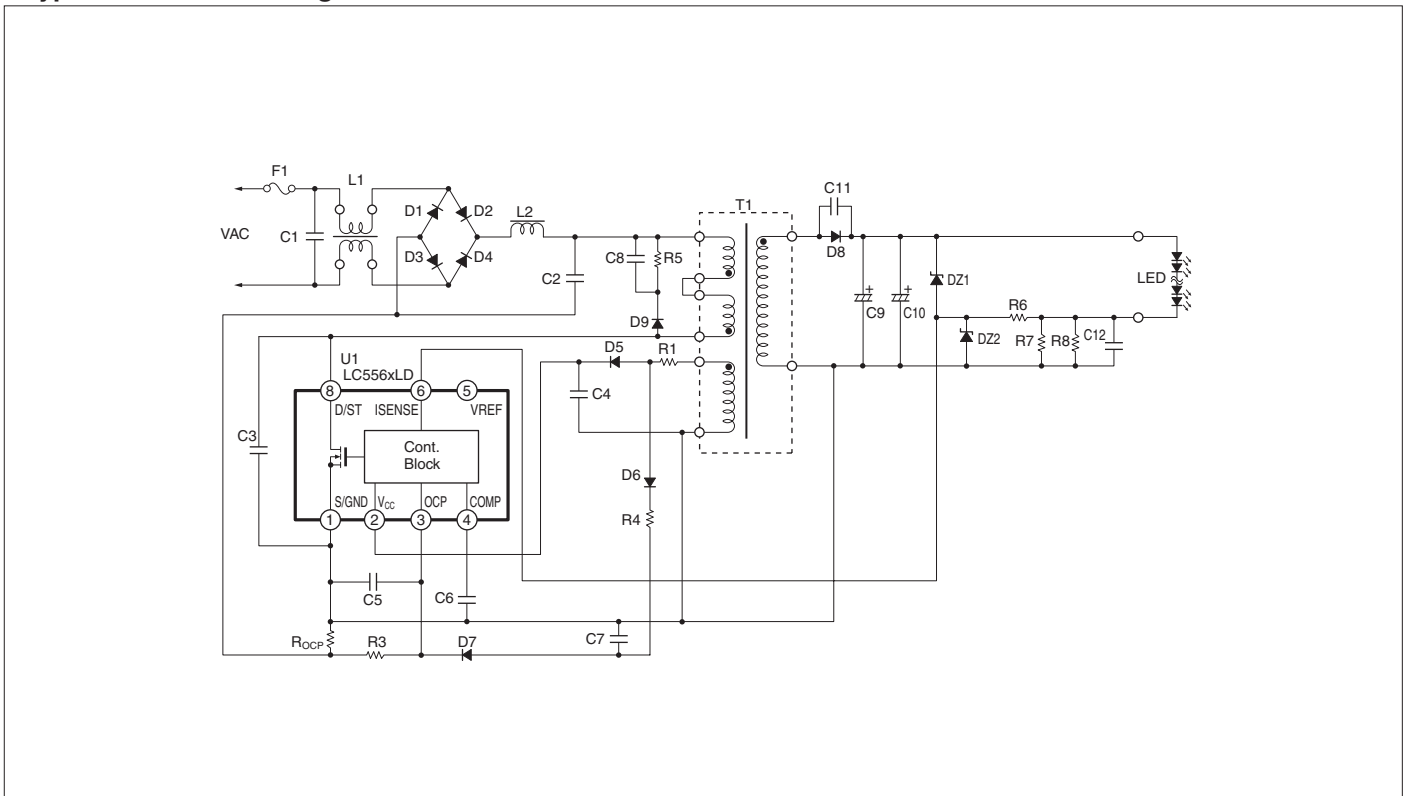 F1
L1
VAC
C1
D1
D2
D3
D4
L2
C2
C8
R5
D9
T1
C11
D8
C9
C10
DZ1
DZ2
R6
R7
R8
C12
LED
D5
R1
C4
D6
R4
U1
LC556xLD
8
6
5
D/ST
ISENSE
VREF
C3
Cont.
Block
S/GND
VCC
OCP
COMP
1
2
3
4
C5
C6
C7
ROCP
R3
D7